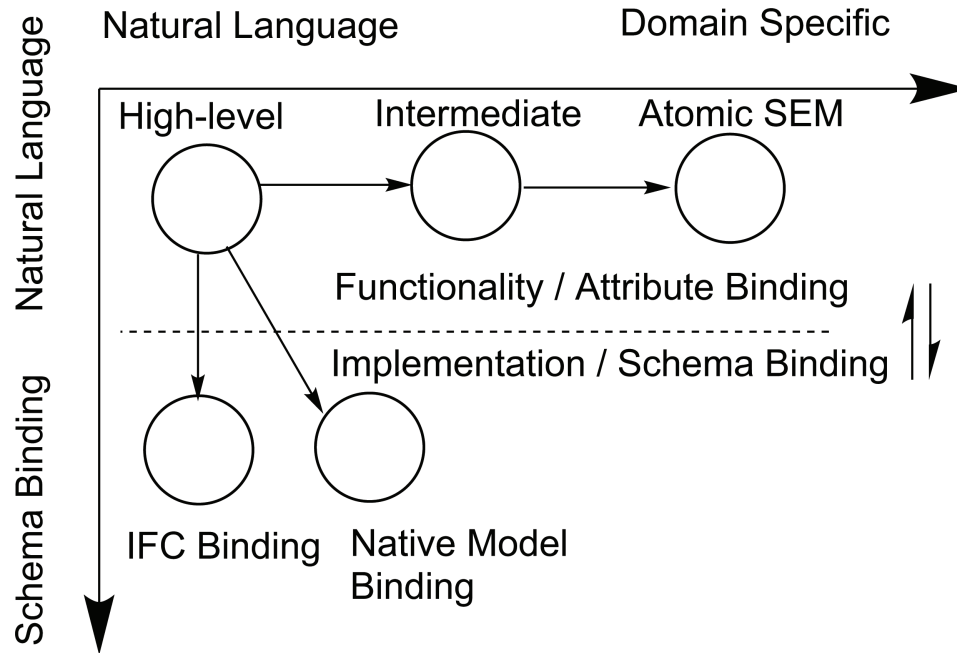 Natural Language
Domain Specific
Natural Language
High-level
Intermediate
Atomic SEM
Functionality / Attribute Binding
Implementation / Schema Binding
Schema Binding
IFC Binding
Native Model
Binding